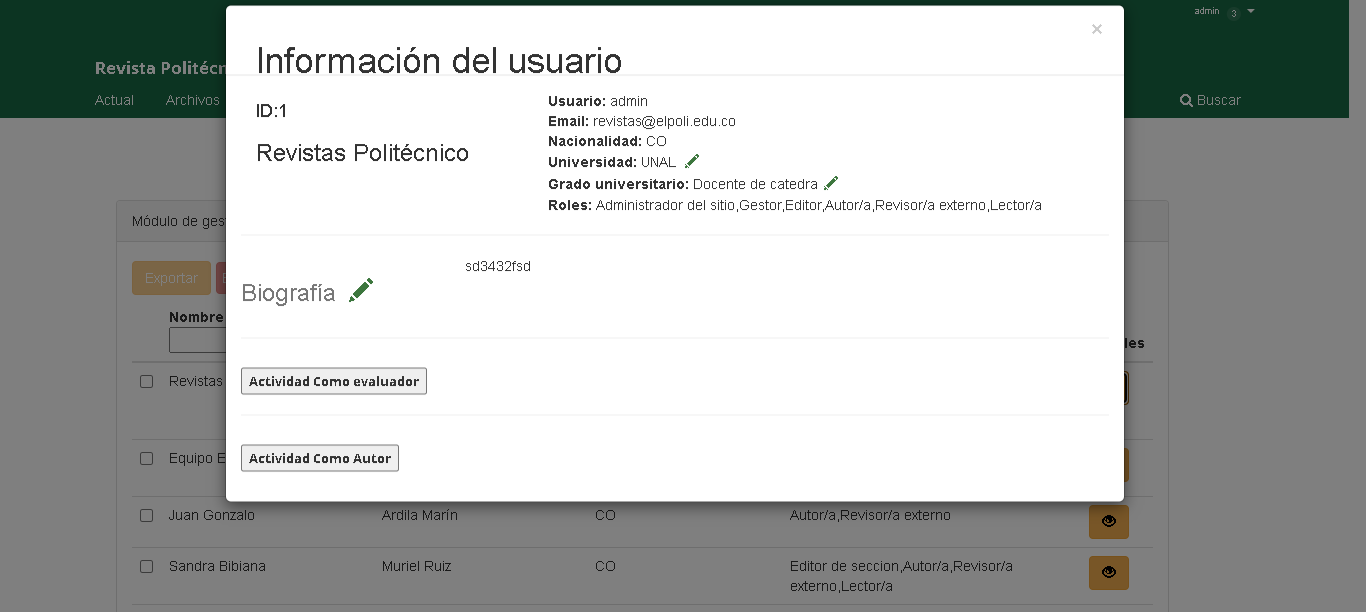 admin 3
×
Información del usuario
Revista Politécn
Actual Archivos
Buscar
ID:1
Revistas Politécnico
Usuario: admin
Email: revistas@elpoli.edu.co
Nacionalidad: CO
Universidad: UNAL
Grado universitario: Docente de catedra
Roles: Administrador del sitio,Gestor,Editor,Autor/a,Revisor/a externo,Lector/a
Módulo de ges
sd3432fsd
Biografía
Exportar
Nombre
les
Actividad Como evaluador
Revistas
Actividad Como Autor
Equipo E
Juan Gonzalo Ardila Marín CO Autor/a,Revisor/a externo
Sandra Bibiana Muriel Ruiz CO Editor de seccion,Autor/a,Revisor/a
externo,Lector/a